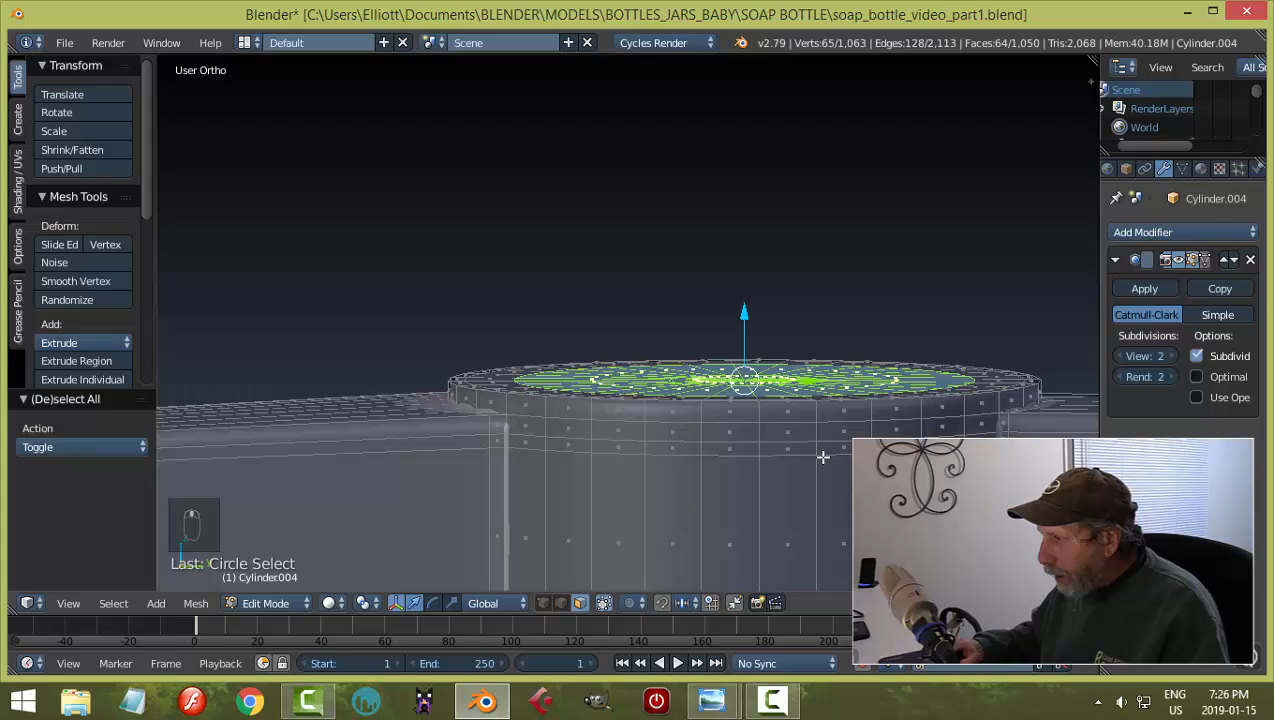 Blender* [C:\Users\Elliott\Documents\BLENDER\MODELS\BOTTLES_JARS_BABY\SOAP BOTTLE\soap_bottle_video_part1.blend]
File Render Window Help Default Scene Cycles Render v2.79 | Verts:65/1,063 | Edges:128/2,113 | Faces:64/1,050 | Tris:2,068 | Mem:40.18M | Cylinder.004
Transform
Translate
Rotate
Scale
Shrink/Fatten
Push/Pull
Mesh Tools
Deform:
Slide Ed Vertex
Noise
Smooth Vertex
Randomize
Add:
Extrude
Extrude Region
Extrude Individual
(De)select All
Action
Toggle
Tools
Create
Shading / UVs
Options
Grease Pencil
User Ortho
Last: Circle Select
(1) Cylinder.004
View Search All S
Scene
RenderLayers
World
Cylinder.004
Add Modifier
Apply Copy
Catmull-Clark Simple
Subdivisions: Options:
View: 2 Subdivid
Rend: 2 Optimal
Use Ope
View Select Add Mesh Edit Mode Global
-40 -20 0 20 40 60 80 100 120 140 160 180 200
View Marker Frame Playback Start: 1 End: 250 1 No Sync
ENG 7:26 PM
US 2019-01-15